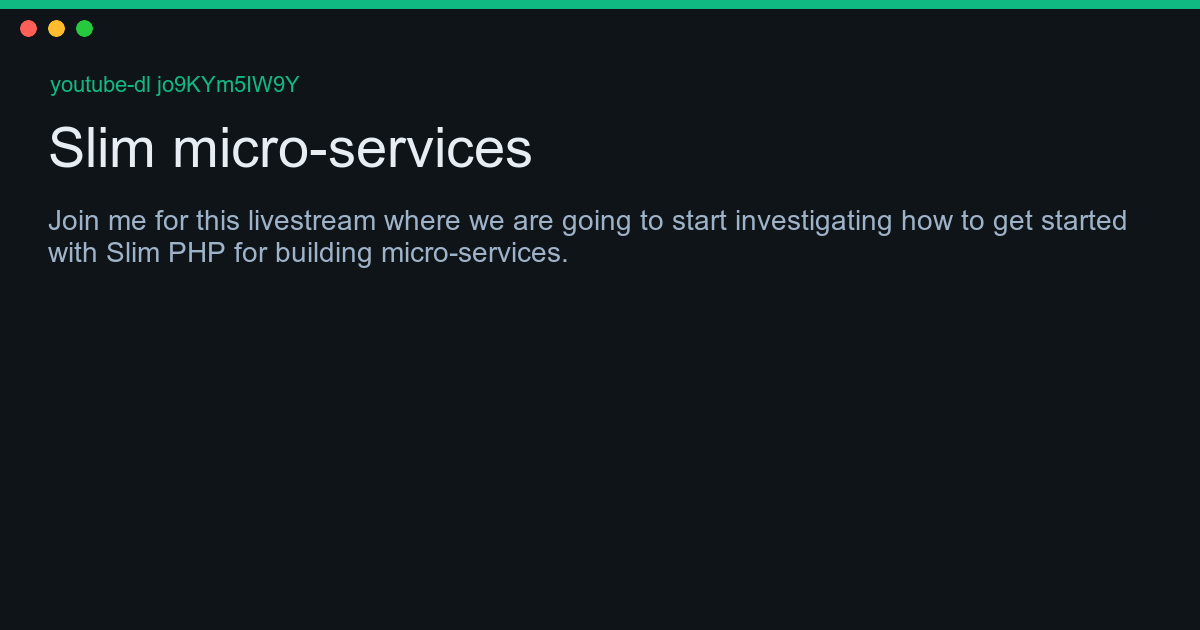 youtube-dl jo9KYm5IW9Y
Slim micro-services
Join me for this livestream where we are going to start investigating how to get started
with Slim PHP for building micro-services.